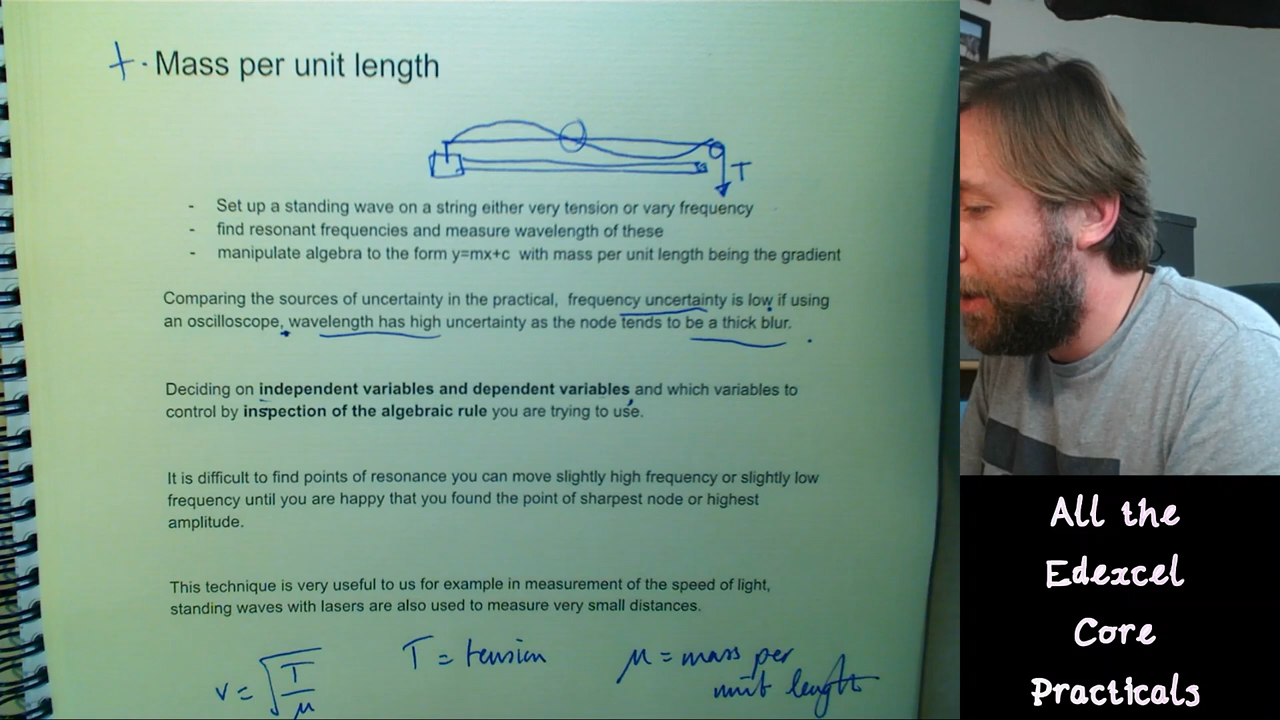 7. Mass per unit length
T
- Set up a standing wave on a string either very tension or vary frequency
- find resonant frequencies and measure wavelength of these
- manipulate algebra to the form y=mx+c with mass per unit length being the gradient
Comparing the sources of uncertainty in the practical, frequency uncertainty is low if using
an oscilloscope, wavelength has high uncertainty as the node tends to be a thick blur.
Deciding on independent variables and dependent variables and which variables to
control by inspection of the algebraic rule you are trying to use.
It is difficult to find points of resonance you can move slightly high frequency or slightly low
frequency until you are happy that you found the point of sharpest node or highest
amplitude.
This technique is very useful to us for example in measurement of the speed of light,
standing waves with lasers are also used to measure very small distances.
v = √(T/μ) T = tension μ = mass per
unit length
All the
Edexcel
Core
Practicals